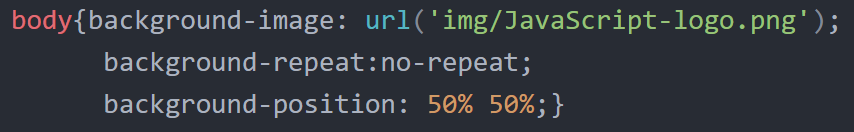 body{background-image: url('img/JavaScript-logo.png');
background-repeat:no-repeat;
background-position: 50% 50%;}